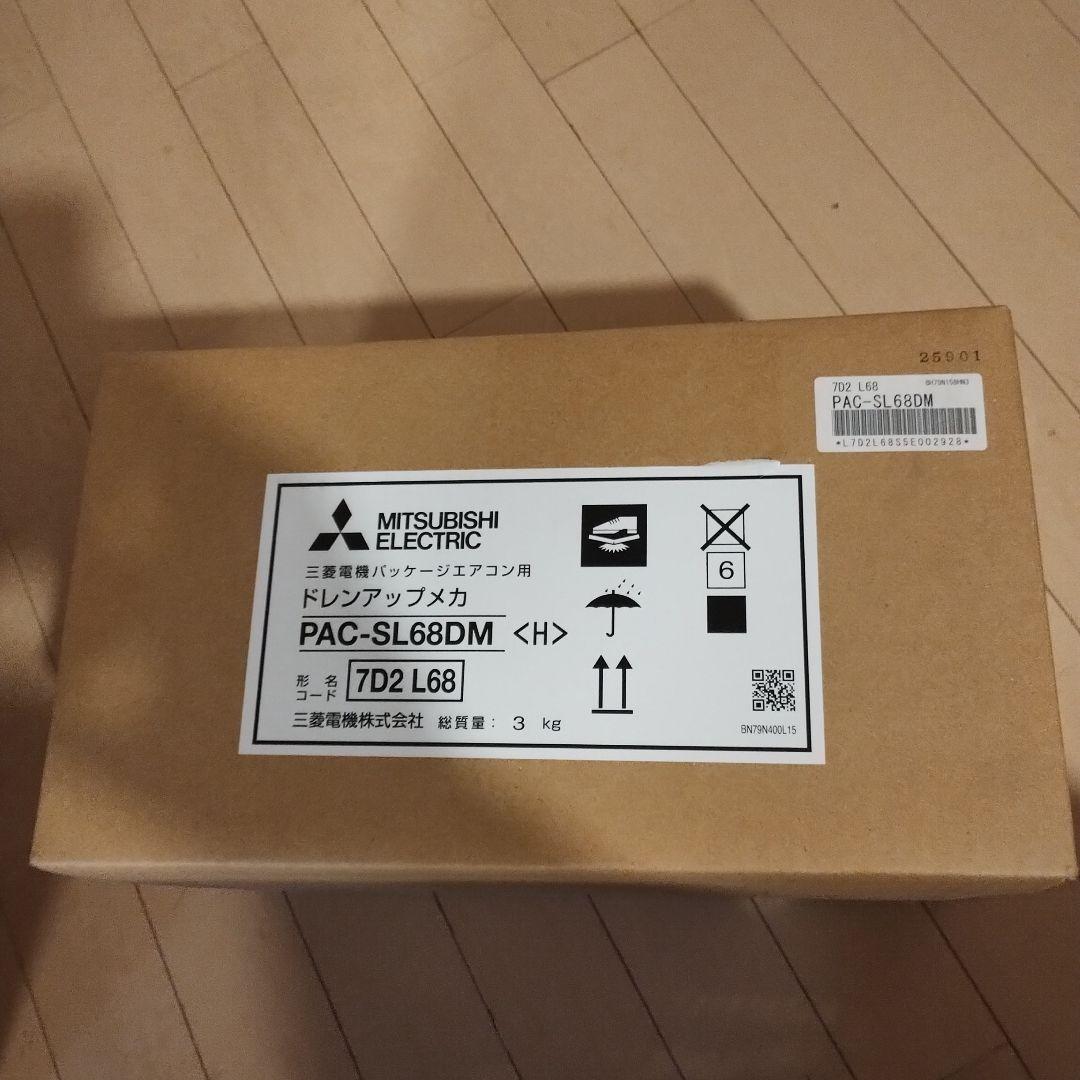 25901
7D2 L68 BH79N158HN3
PAC-SL68DM
*L7D2L68S5E002928*
MITSUBISHI
ELECTRIC
三菱電機パッケージエアコン用
ドレンアップメカ
PAC-SL68DM <H>
形名
コード 7D2 L68
三菱電機株式会社 総質量: 3 kg
6
BN79N400L15